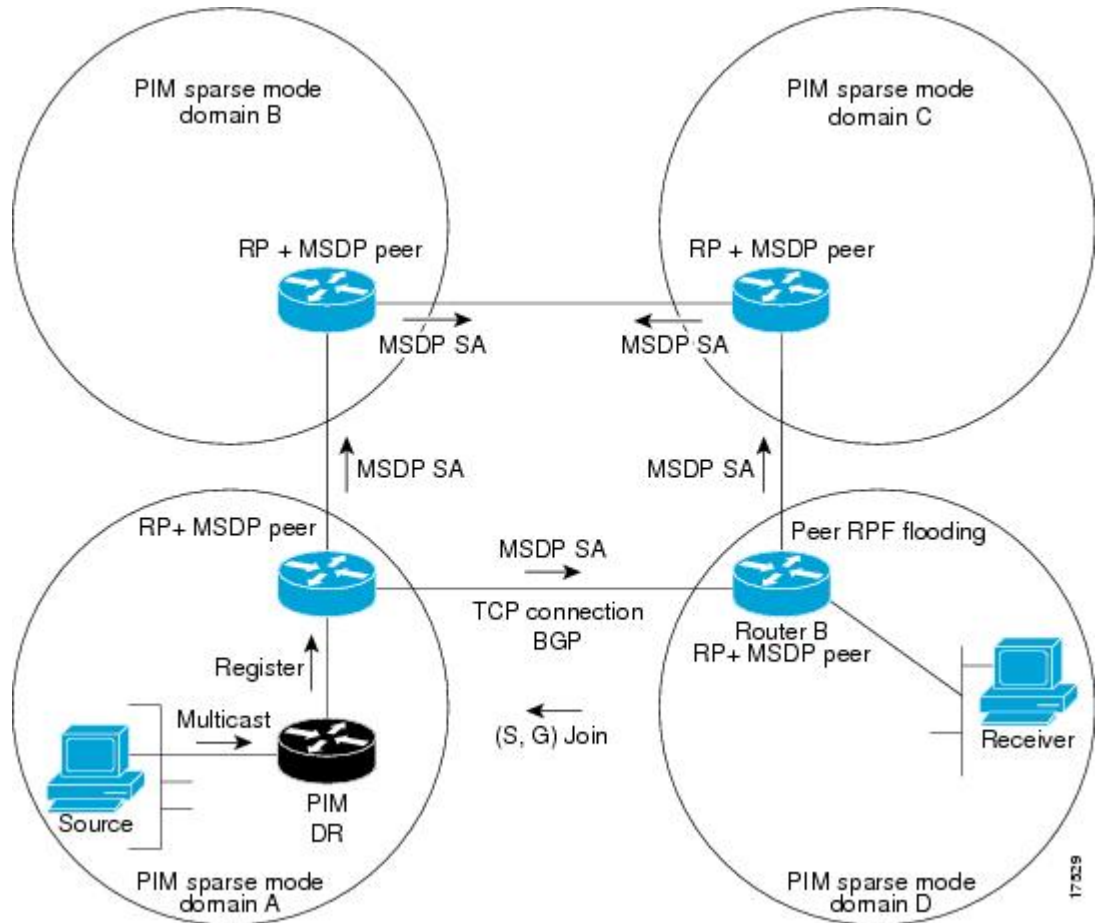 PIM sparse mode
domain B
PIM sparse mode
domain C
RP + MSDP peer
RP + MSDP peer
MSDP SA
MSDP SA
MSDP SA
MSDP SA
RP+ MSDP peer
Peer RPF flooding
MSDP SA
TCP connection
BGP
Router B
RP+ MSDP peer
Register
Multicast
(S, G) Join
Receiver
Source
PIM
DR
PIM sparse mode
domain A
PIM sparse mode
domain D
17529